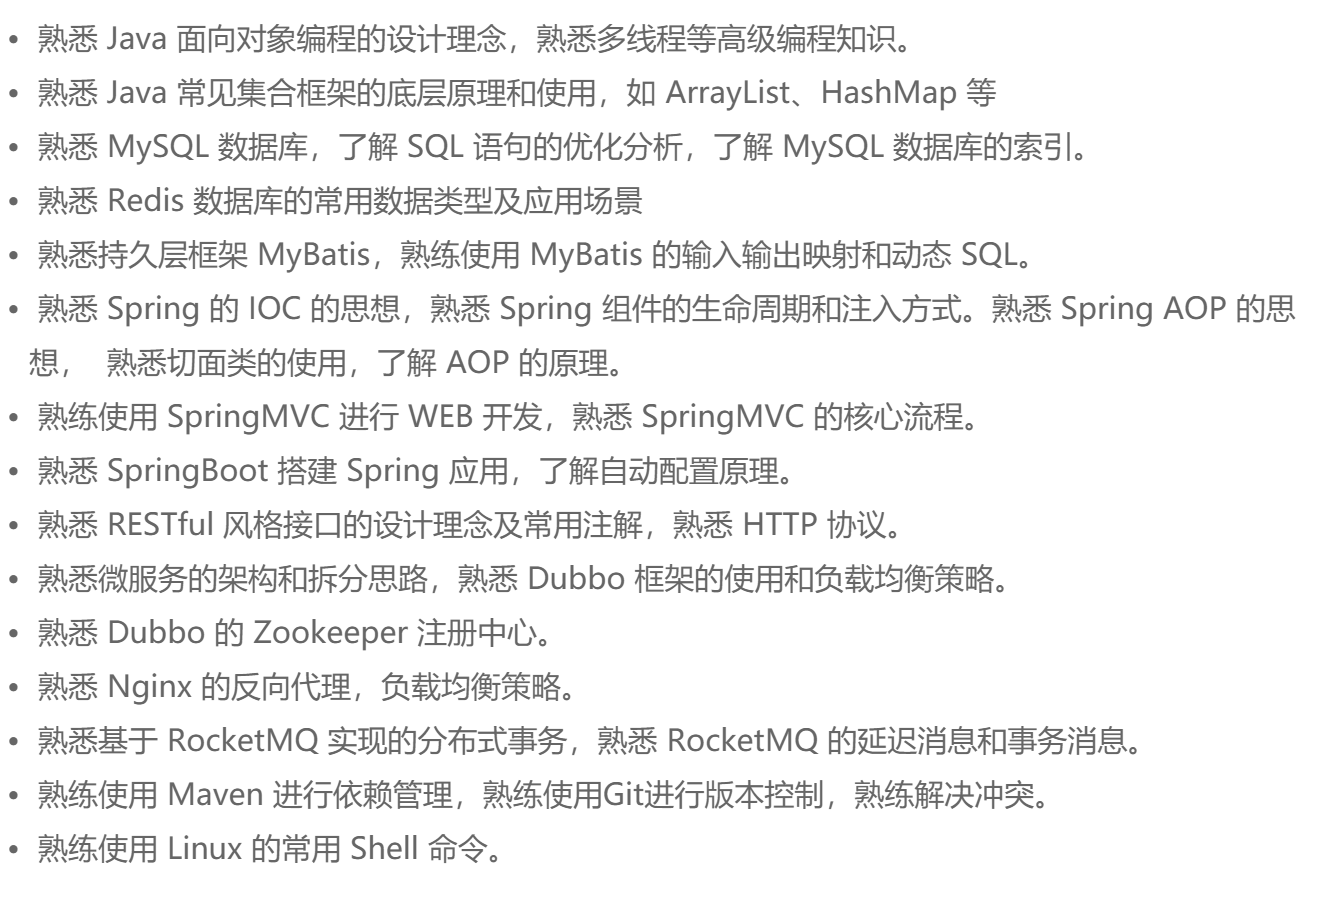 • 熟悉 Java 面向对象编程的设计理念，熟悉多线程等高级编程知识。
• 熟悉 Java 常见集合框架的底层原理和使用，如 ArrayList、HashMap 等
• 熟悉 MySQL 数据库，了解 SQL 语句的优化分析，了解 MySQL 数据库的索引。
• 熟悉 Redis 数据库的常用数据类型及应用场景
• 熟悉持久层框架 MyBatis，熟练使用 MyBatis 的输入输出映射和动态 SQL。
• 熟悉 Spring 的 IOC 的思想，熟悉 Spring 组件的生命周期和注入方式。熟悉 Spring AOP 的思
想， 熟悉切面类的使用，了解 AOP 的原理。
• 熟练使用 SpringMVC 进行 WEB 开发，熟悉 SpringMVC 的核心流程。
• 熟悉 SpringBoot 搭建 Spring 应用，了解自动配置原理。
• 熟悉 RESTful 风格接口的设计理念及常用注解，熟悉 HTTP 协议。
• 熟悉微服务的架构和拆分思路，熟悉 Dubbo 框架的使用和负载均衡策略。
• 熟悉 Dubbo 的 Zookeeper 注册中心。
• 熟悉 Nginx 的反向代理，负载均衡策略。
• 熟悉基于 RocketMQ 实现的分布式事务，熟悉 RocketMQ 的延迟消息和事务消息。
• 熟练使用 Maven 进行依赖管理，熟练使用Git进行版本控制，熟练解决冲突。
• 熟练使用 Linux 的常用 Shell 命令。